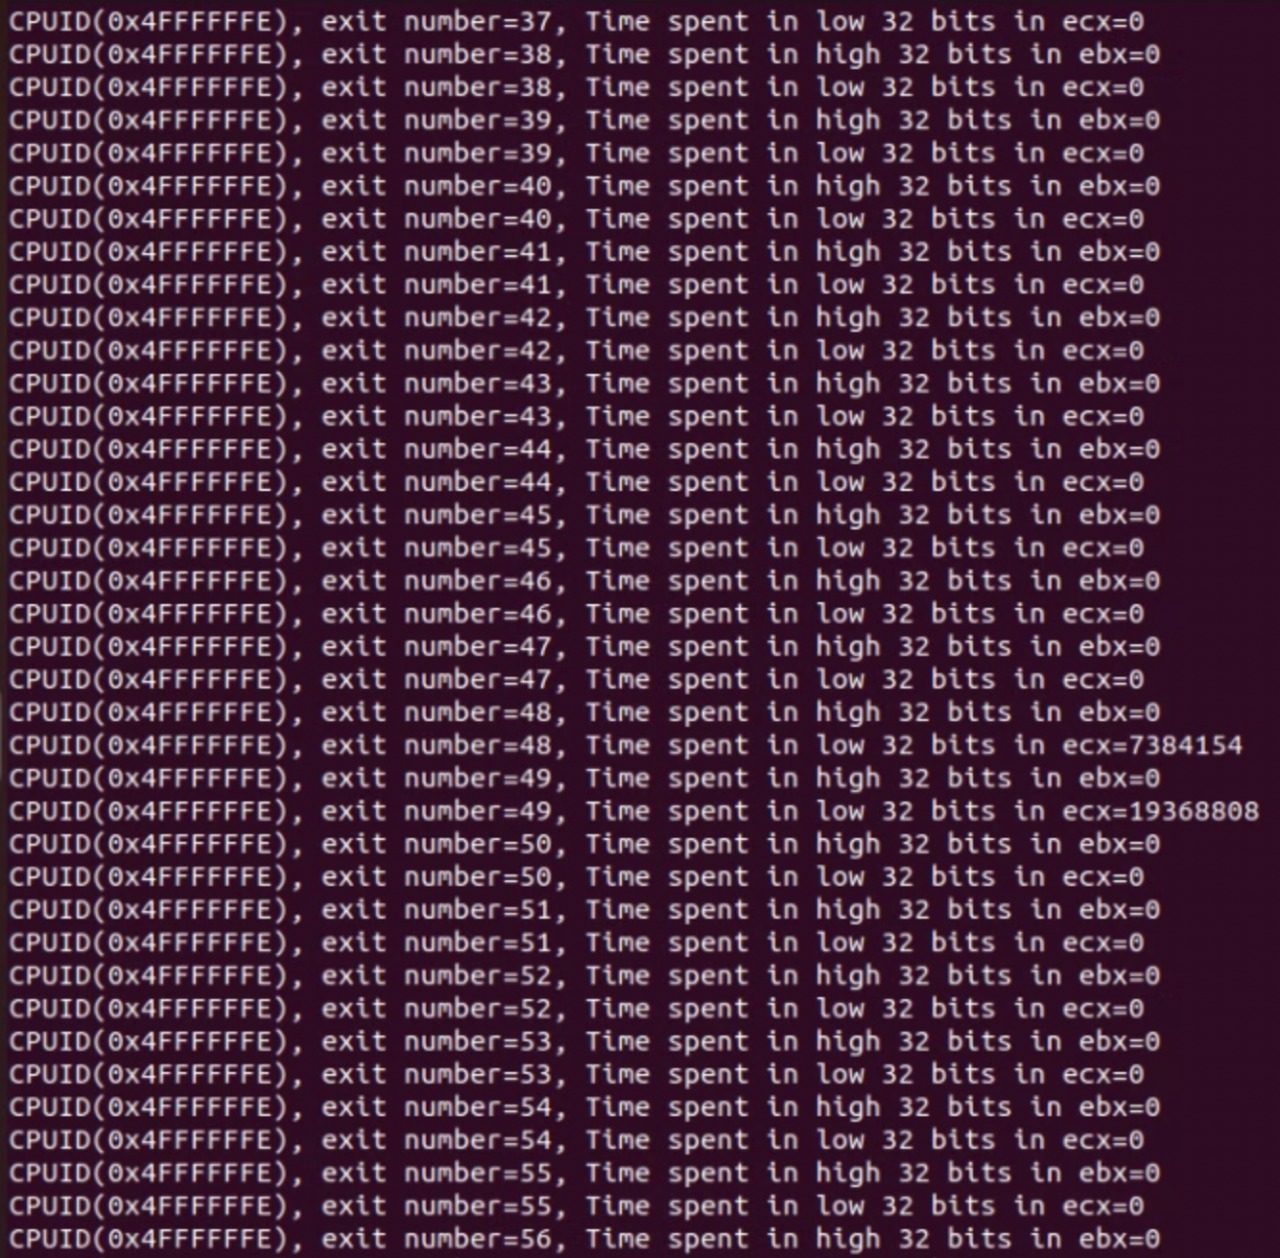 CPUID(0x4FFFFFFE), exit number=37, Time spent in low 32 bits in ecx=0
CPUID(0x4FFFFFFE), exit number=38, Time spent in high 32 bits in ebx=0
CPUID(0x4FFFFFFE), exit number=38, Time spent in low 32 bits in ecx=0
CPUID(0x4FFFFFFE), exit number=39, Time spent in high 32 bits in ebx=0
CPUID(0x4FFFFFFE), exit number=39, Time spent in low 32 bits in ecx=0
CPUID(0x4FFFFFFE), exit number=40, Time spent in high 32 bits in ebx=0
CPUID(0x4FFFFFFE), exit number=40, Time spent in low 32 bits in ecx=0
CPUID(0x4FFFFFFE), exit number=41, Time spent in high 32 bits in ebx=0
CPUID(0x4FFFFFFE), exit number=41, Time spent in low 32 bits in ecx=0
CPUID(0x4FFFFFFE), exit number=42, Time spent in high 32 bits in ebx=0
CPUID(0x4FFFFFFE), exit number=42, Time spent in low 32 bits in ecx=0
CPUID(0x4FFFFFFE), exit number=43, Time spent in high 32 bits in ebx=0
CPUID(0x4FFFFFFE), exit number=43, Time spent in low 32 bits in ecx=0
CPUID(0x4FFFFFFE), exit number=44, Time spent in high 32 bits in ebx=0
CPUID(0x4FFFFFFE), exit number=44, Time spent in low 32 bits in ecx=0
CPUID(0x4FFFFFFE), exit number=45, Time spent in high 32 bits in ebx=0
CPUID(0x4FFFFFFE), exit number=45, Time spent in low 32 bits in ecx=0
CPUID(0x4FFFFFFE), exit number=46, Time spent in high 32 bits in ebx=0
CPUID(0x4FFFFFFE), exit number=46, Time spent in low 32 bits in ecx=0
CPUID(0x4FFFFFFE), exit number=47, Time spent in high 32 bits in ebx=0
CPUID(0x4FFFFFFE), exit number=47, Time spent in low 32 bits in ecx=0
CPUID(0x4FFFFFFE), exit number=48, Time spent in high 32 bits in ebx=0
CPUID(0x4FFFFFFE), exit number=48, Time spent in low 32 bits in ecx=7384154
CPUID(0x4FFFFFFE), exit number=49, Time spent in high 32 bits in ebx=0
CPUID(0x4FFFFFFE), exit number=49, Time spent in low 32 bits in ecx=19368808
CPUID(0x4FFFFFFE), exit number=50, Time spent in high 32 bits in ebx=0
CPUID(0x4FFFFFFE), exit number=50, Time spent in low 32 bits in ecx=0
CPUID(0x4FFFFFFE), exit number=51, Time spent in high 32 bits in ebx=0
CPUID(0x4FFFFFFE), exit number=51, Time spent in low 32 bits in ecx=0
CPUID(0x4FFFFFFE), exit number=52, Time spent in high 32 bits in ebx=0
CPUID(0x4FFFFFFE), exit number=52, Time spent in low 32 bits in ecx=0
CPUID(0x4FFFFFFE), exit number=53, Time spent in high 32 bits in ebx=0
CPUID(0x4FFFFFFE), exit number=53, Time spent in low 32 bits in ecx=0
CPUID(0x4FFFFFFE), exit number=54, Time spent in high 32 bits in ebx=0
CPUID(0x4FFFFFFE), exit number=54, Time spent in low 32 bits in ecx=0
CPUID(0x4FFFFFFE), exit number=55, Time spent in high 32 bits in ebx=0
CPUID(0x4FFFFFFE), exit number=55, Time spent in low 32 bits in ecx=0
CPUID(0x4FFFFFFE), exit number=56, Time spent in high 32 bits in ebx=0